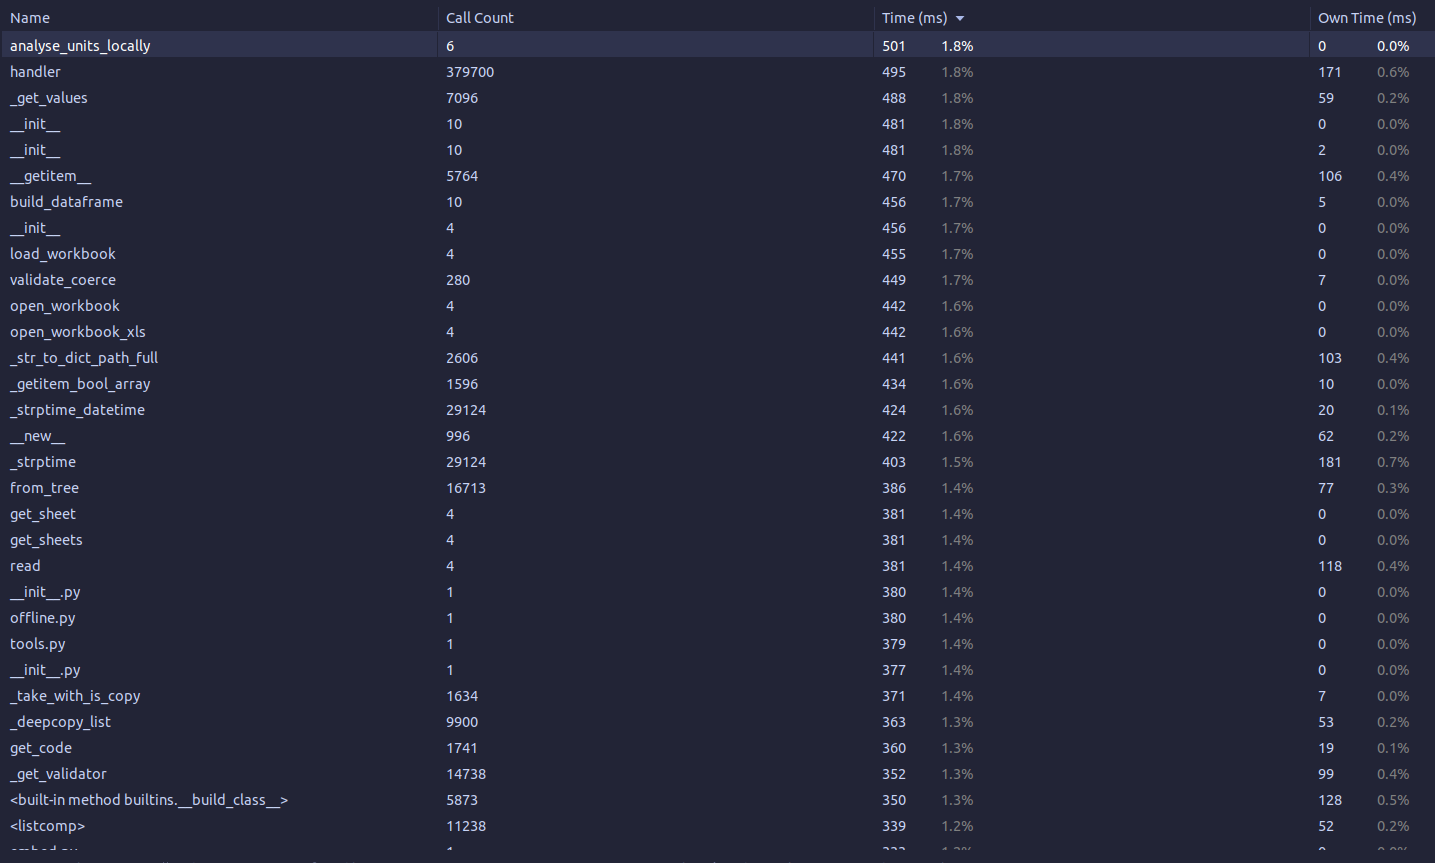 Name Call Count Time (ms) Own Time (ms)
analyse_units_locally 6 501 1.8% 0 0.0%
handler 379700 495 1.8% 171 0.6%
_get_values 7096 488 1.8% 59 0.2%
__init__ 10 481 1.8% 0 0.0%
__init__ 10 481 1.8% 2 0.0%
__getitem__ 5764 470 1.7% 106 0.4%
build_dataframe 10 456 1.7% 5 0.0%
__init__ 4 456 1.7% 0 0.0%
load_workbook 4 455 1.7% 0 0.0%
validate_coerce 280 449 1.7% 7 0.0%
open_workbook 4 442 1.6% 0 0.0%
open_workbook_xls 4 442 1.6% 0 0.0%
_str_to_dict_path_full 2606 441 1.6% 103 0.4%
_getitem_bool_array 1596 434 1.6% 10 0.0%
_strptime_datetime 29124 424 1.6% 20 0.1%
__new__ 996 422 1.6% 62 0.2%
_strptime 29124 403 1.5% 181 0.7%
from_tree 16713 386 1.4% 77 0.3%
get_sheet 4 381 1.4% 0 0.0%
get_sheets 4 381 1.4% 0 0.0%
read 4 381 1.4% 118 0.4%
__init__.py 1 380 1.4% 0 0.0%
offline.py 1 380 1.4% 0 0.0%
tools.py 1 379 1.4% 0 0.0%
__init__.py 1 377 1.4% 0 0.0%
_take_with_is_copy 1634 371 1.4% 7 0.0%
_deepcopy_list 9900 363 1.3% 53 0.2%
get_code 1741 360 1.3% 19 0.1%
_get_validator 14738 352 1.3% 99 0.4%
<built-in method builtins.__build_class__> 5873 350 1.3% 128 0.5%
<listcomp> 11238 339 1.2% 52 0.2%